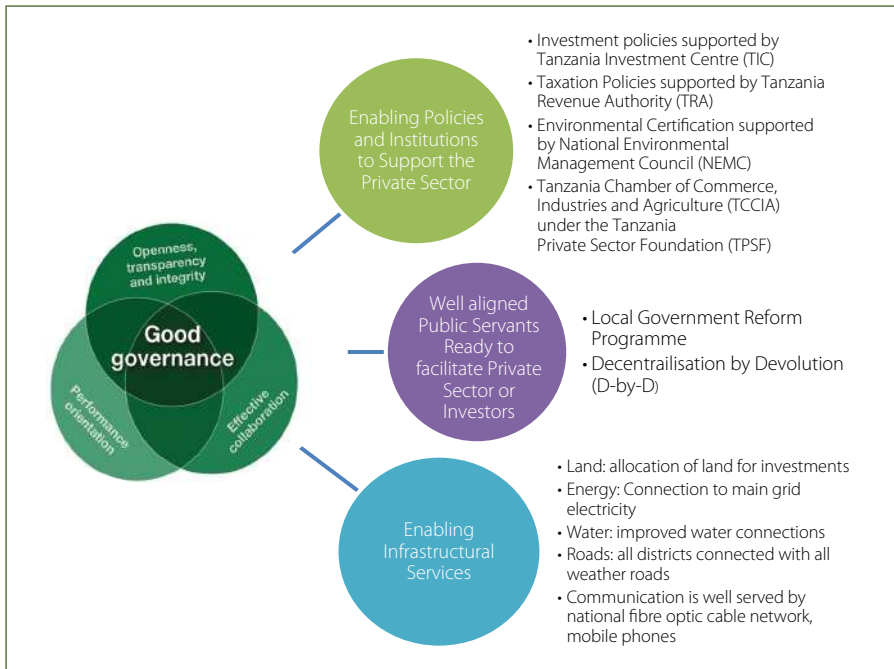 Openness,
transparency
and integrity
Good
governance
Performance
orientation
Effective
collaboration
Enabling Policies
and Institutions
to Support the
Private Sector
• Investment policies supported by
Tanzania Investment Centre (TIC)
• Taxation Policies supported by Tanzania
Revenue Authority (TRA)
• Environmental Certification supported
by National Environmental
Management Council (NEMC)
• Tanzania Chamber of Commerce,
Industries and Agriculture (TCCIA)
under the Tanzania
Private Sector Foundation (TPSF)
Well aligned
Public Servants
Ready to
facilitate Private
Sector or
Investors
• Local Government Reform
Programme
• Decentrailisation by Devolution
(D-by-D)
Enabling
Infrastructural
Services
• Land: allocation of land for investments
• Energy: Connection to main grid
electricity
• Water: improved water connections
• Roads: all districts connected with all
weather roads
• Communication is well served by
national fibre optic cable network,
mobile phones